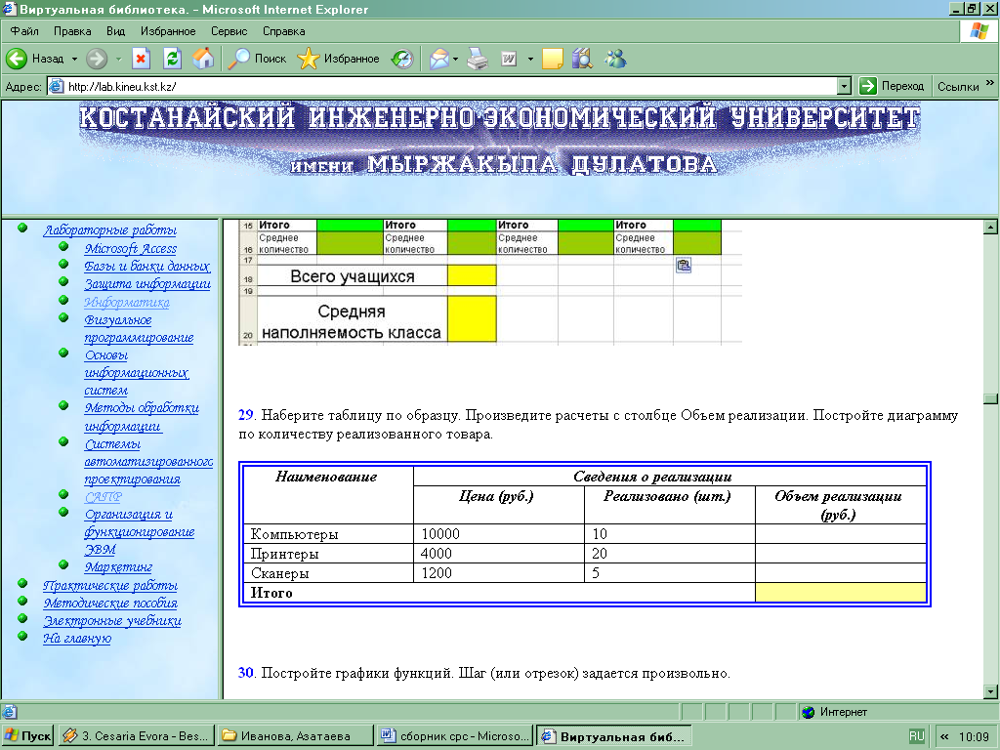 Виртуальная библиотека. - Microsoft Internet Explorer
Файл Правка Вид Избранное Сервис Справка
Назад Поиск Избранное
Адрес: http://lab.kineu.kst.kz/ Переход Ссылки »
КОСТАНАЙСКИЙ ИНЖЕНЕРНО ЭКОНОМИЧЕСКИЙ УНИВЕРСИТЕТ
ИМЕНИ МЫРЖАКЫПА ДУЛАТОВА
Лабораторные работы
Microsoft Access
Базы и банки данных
Защита информации
Информатика
Визуальное
программирование
Основы
информационных
систем
Методы обработки
информации
Системы
автоматизированного
проектирования
САПР
Организация и
функционирование
ЭВМ
Маркетинг
Практические работы
Методические пособия
Электронные учебники
На главную
15 Итого Итого Итого Итого
Среднее Среднее Среднее Среднее
16 количество количество количество количество
17
18 Всего учащихся
19
Средняя
20 наполняемость класса
29. Наберите таблицу по образцу. Произведите расчеты с столбце Объем реализации. Постройте диаграмму
по количеству реализованного товара.
Наименование Сведения о реализации
Цена (руб.) Реализовано (шт.) Объем реализации
(руб.)
Компьютеры 10000 10
Принтеры 4000 20
Сканеры 1200 5
Итого
30. Постройте графики функций. Шаг (или отрезок) задается произвольно.
Интернет
Пуск 3. Cesaria Evora - Bes... Иванова, Азатаева сборник срс - Microso... Виртуальная биб... RU « 10:09